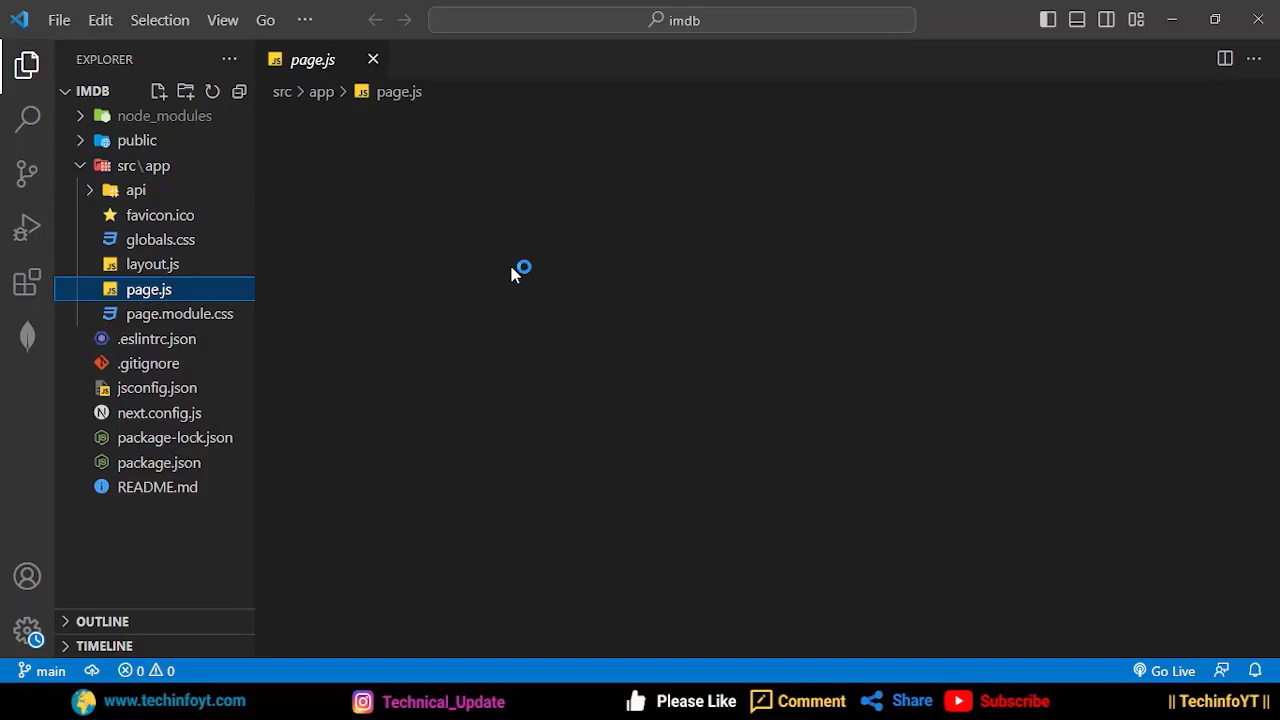 File Edit Selection View Go ··· imdb
EXPLORER ··· page.js ···
IMDB
src > app > page.js
node_modules
public
src\app
api
favicon.ico
globals.css
layout.js
page.js
page.module.css
.eslintrc.json
.gitignore
jsconfig.json
next.config.js
package-lock.json
package.json
README.md
OUTLINE
TIMELINE
main 0 0 Go Live
www.techinfoyt.com Technical_Update Please Like Comment Share Subscribe || TechinfoYT ||